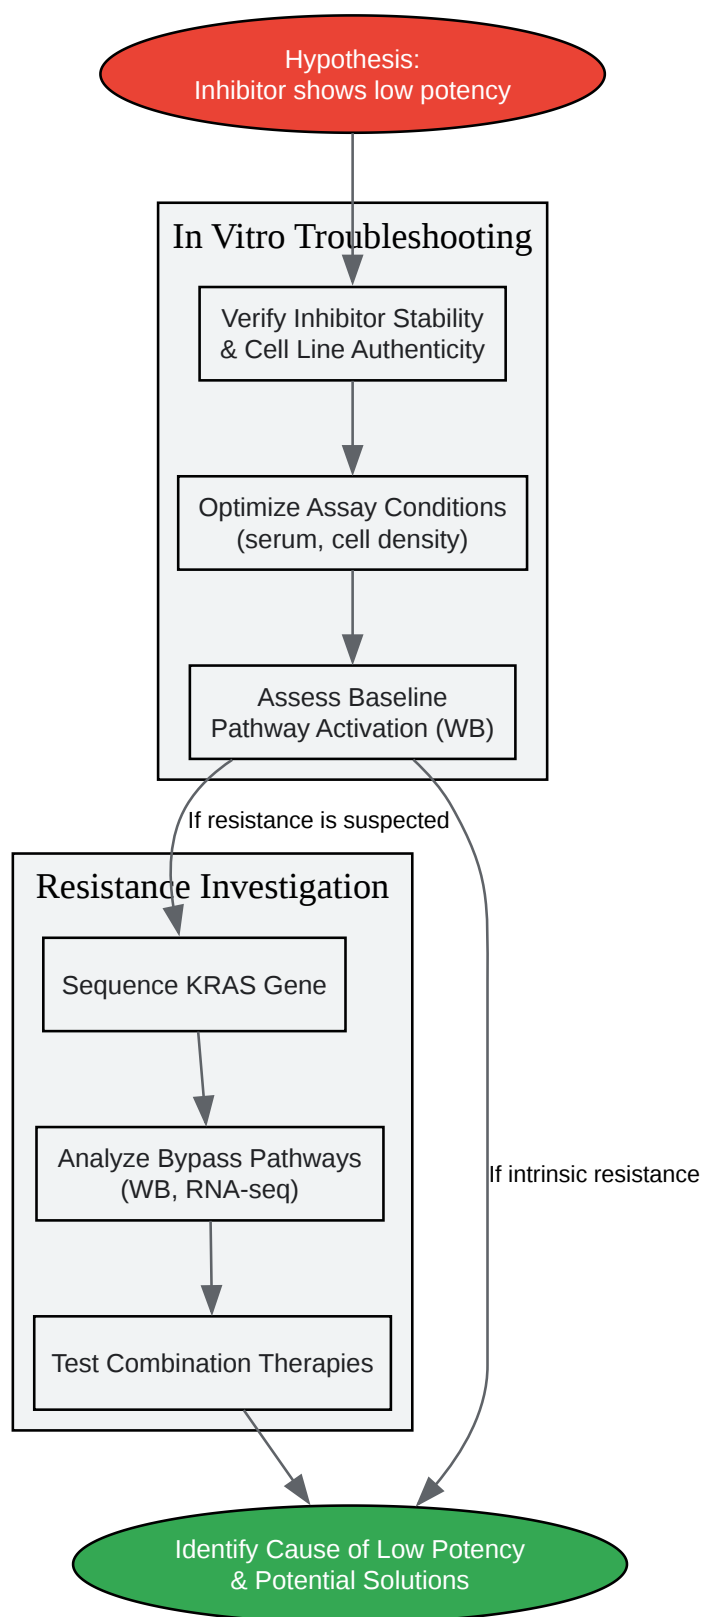 Hypothesis:
Inhibitor shows low potency
In Vitro Troubleshooting
Verify Inhibitor Stability
& Cell Line Authenticity
Optimize Assay Conditions
(serum, cell density)
Assess Baseline
Pathway Activation (WB)
If resistance is suspected
Resistance Investigation
Sequence KRAS Gene
Analyze Bypass Pathways
(WB, RNA-seq)
If intrinsic resistance
Test Combination Therapies
Identify Cause of Low Potency
& Potential Solutions